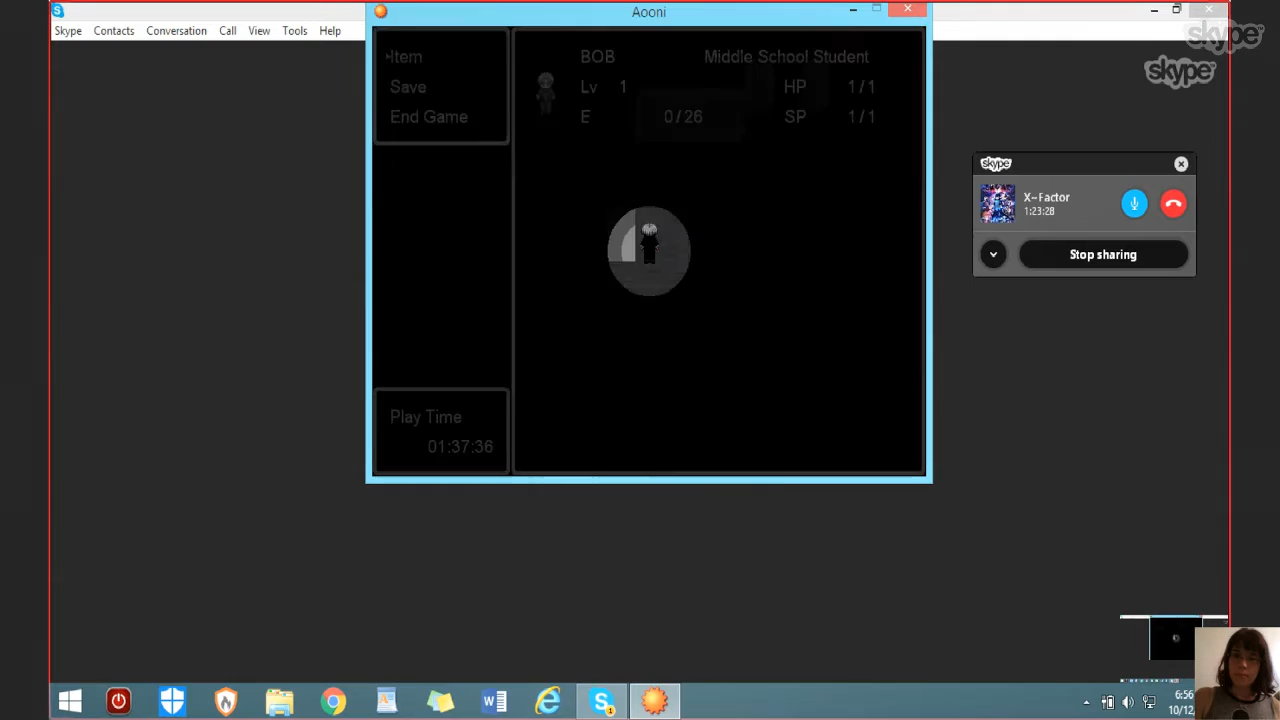 Aooni
skype
Skype Contacts Conversation Call View Tools Help
skype
Item
Save
End Game
BOB Middle School Student
Lv 1 HP 1/1
E 0/26 SP 1/1
skype
X~Factor
1:23:28
Stop sharing
Play Time
01:37:36
6:56
10/12